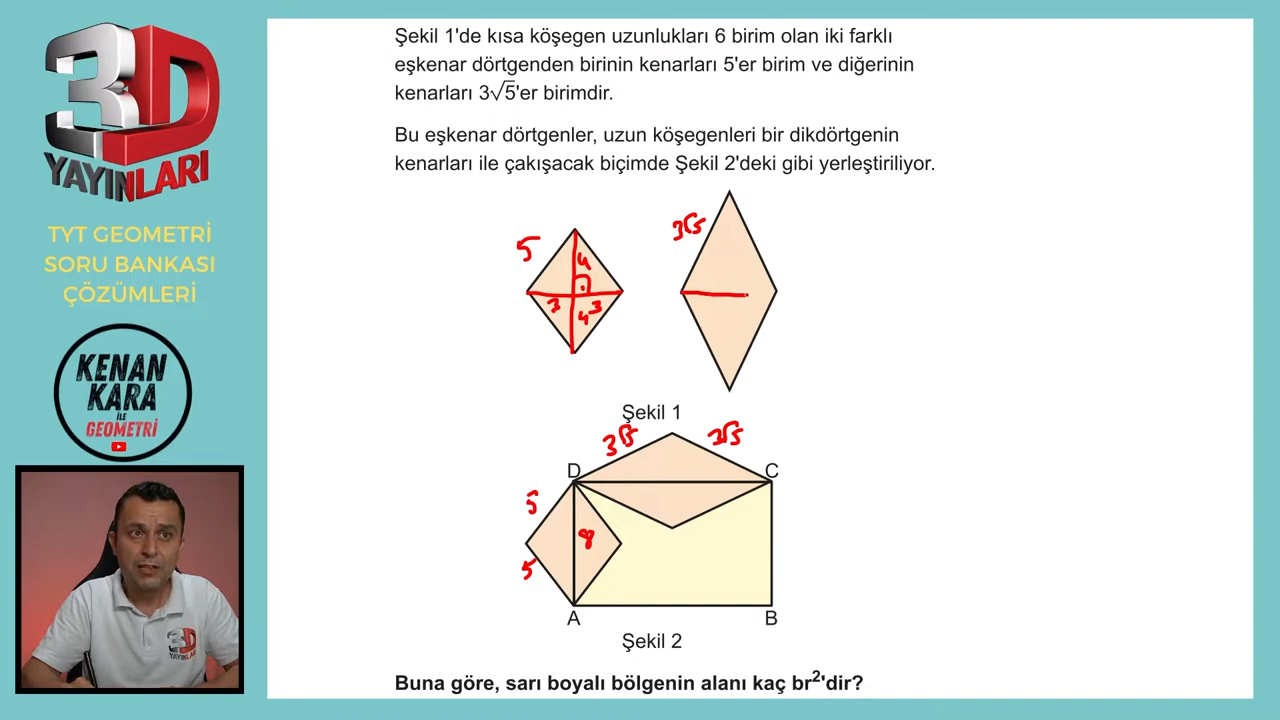 3D
YAYINLARI
TYT GEOMETRİ
SORU BANKASI
ÇÖZÜMLERİ
KENAN
KARA
İLE
GEOMETRİ
3D
YAYINLARI
Şekil 1'de kısa köşegen uzunlukları 6 birim olan iki farklı
eşkenar dörtgenden birinin kenarları 5'er birim ve diğerinin
kenarları 3√5'er birimdir.
Bu eşkenar dörtgenler, uzun köşegenleri bir dikdörtgenin
kenarları ile çakışacak biçimde Şekil 2'deki gibi yerleştiriliyor.
5
4
3
3
4
3√5
Şekil 1
3√5
3√5
D
C
5
8
5
A
B
Şekil 2
Buna göre, sarı boyalı bölgenin alanı kaç br²'dir?